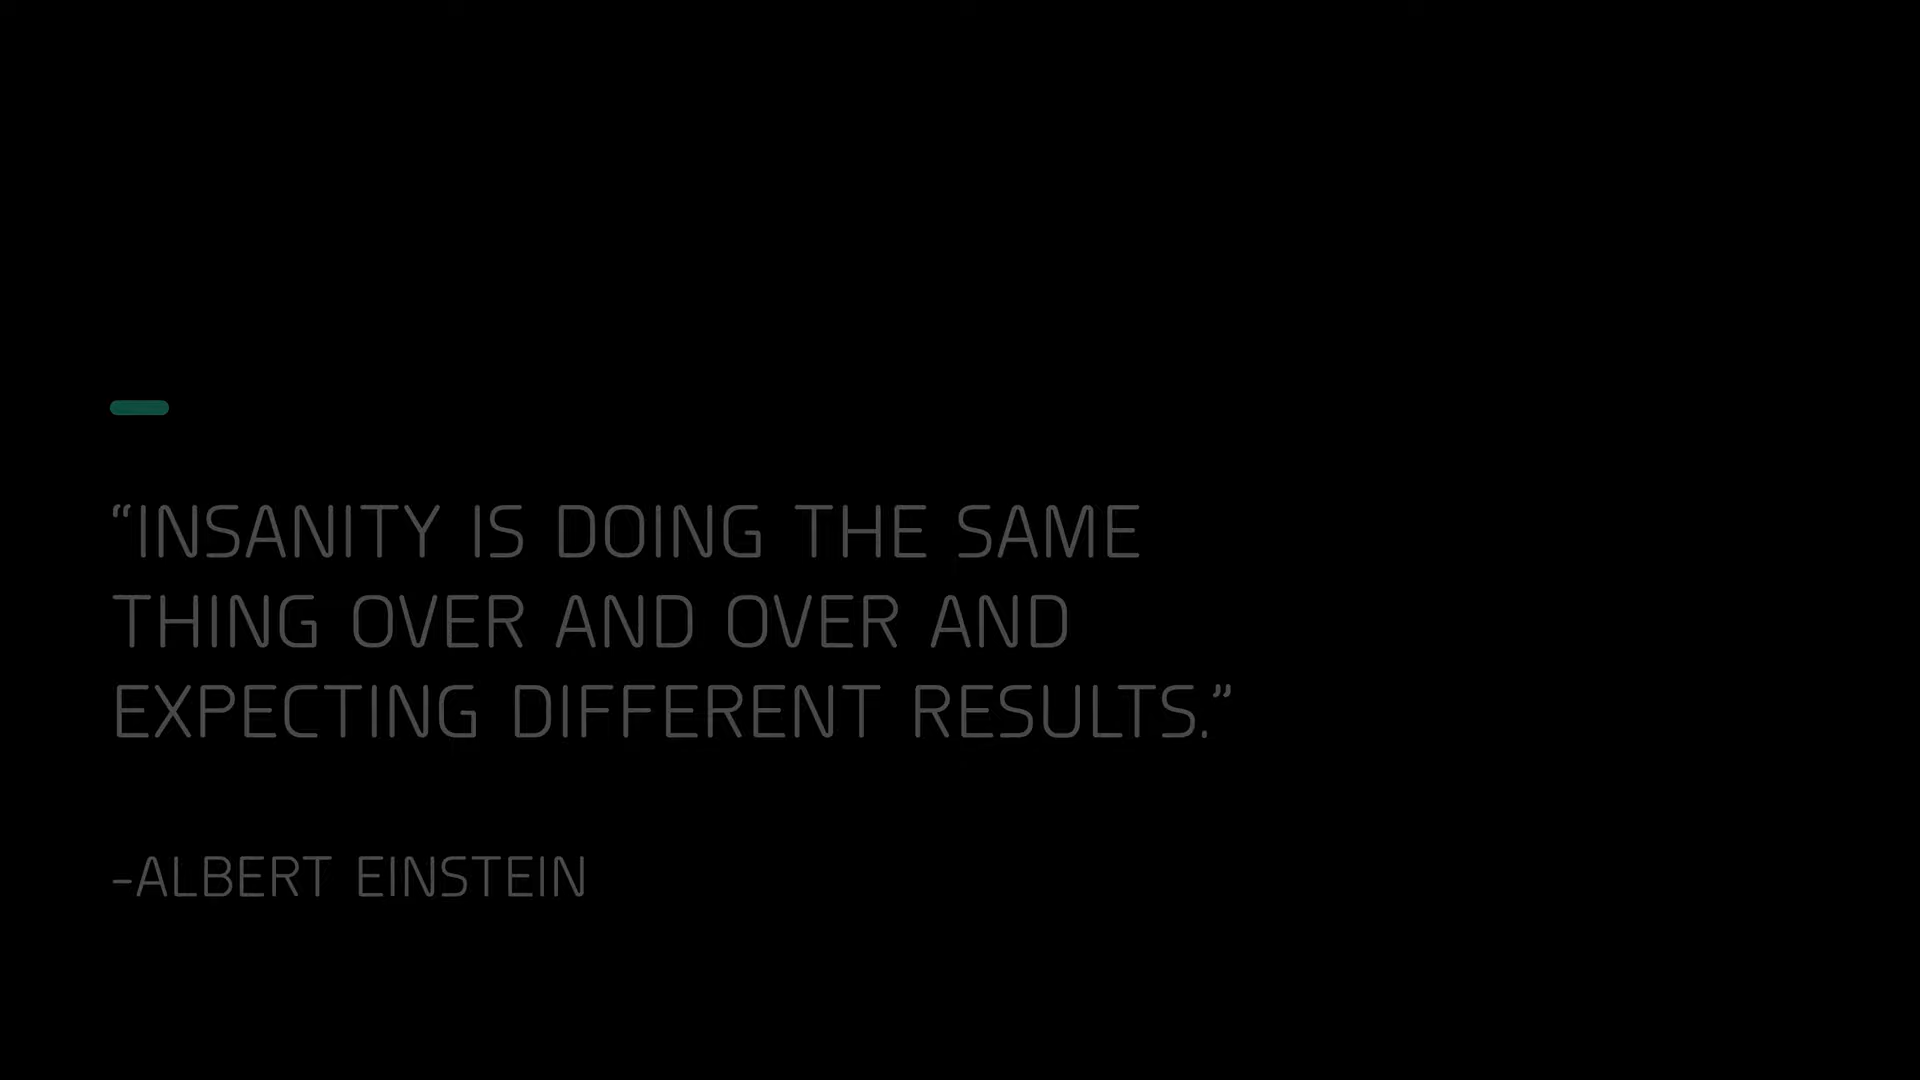 “INSANITY IS DOING THE SAME
THING OVER AND OVER AND
EXPECTING DIFFERENT RESULTS.”
–ALBERT EINSTEIN